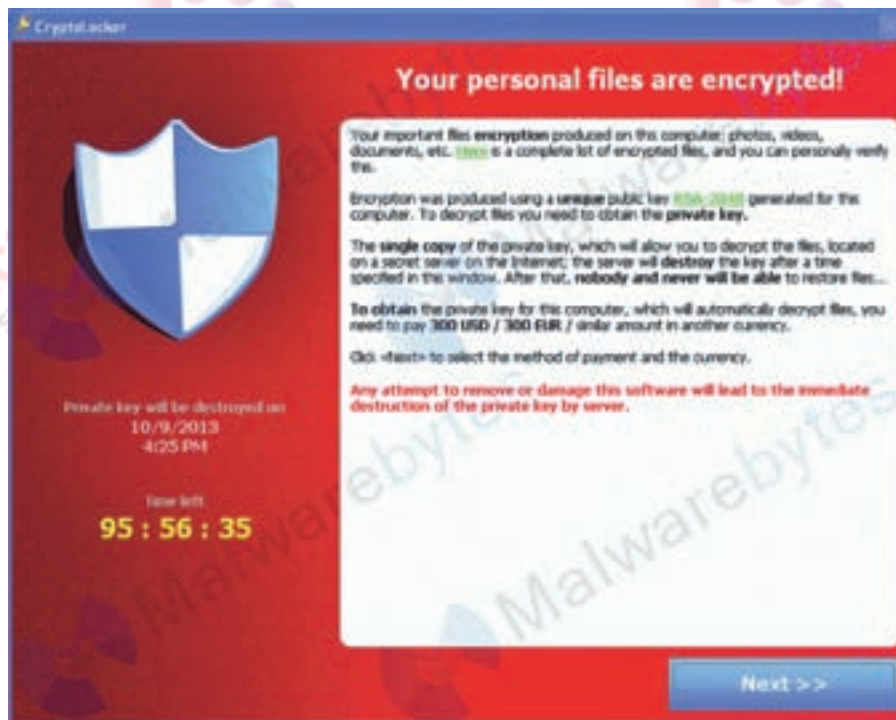 CryptoLocker
Your personal files are encrypted!
Your important files encryption produced on this computer: photos, videos,
documents, etc. Here is a complete list of encrypted files, and you can personally verify
this.
Encryption was produced using a unique public key RSA-2048 generated for this
computer. To decrypt files you need to obtain the private key.
The single copy of the private key, which will allow you to decrypt the files, located
on a secret server on the Internet; the server will destroy the key after a time
specified in this window. After that, nobody and never will be able to restore files...
To obtain the private key for this computer, which will automatically decrypt files, you
need to pay 300 USD / 300 EUR / similar amount in another currency.
Click «Next» to select the method of payment and the currency.
Any attempt to remove or damage this software will lead to the immediate
destruction of the private key by server.
Private key will be destroyed on
10/9/2013
4:25 PM
Time left
95 : 56 : 35
Next >>
Malwarebytes
Malwarebytes
Malwarebytes